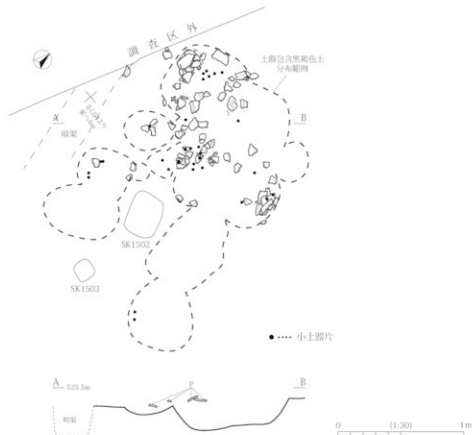 調査区外
土器包含黒褐色土
分布範囲
A
B
暗渠
SK1502
SK1503
小土器片
A
525.5m
P
B
暗渠
0
(1:30)
1m